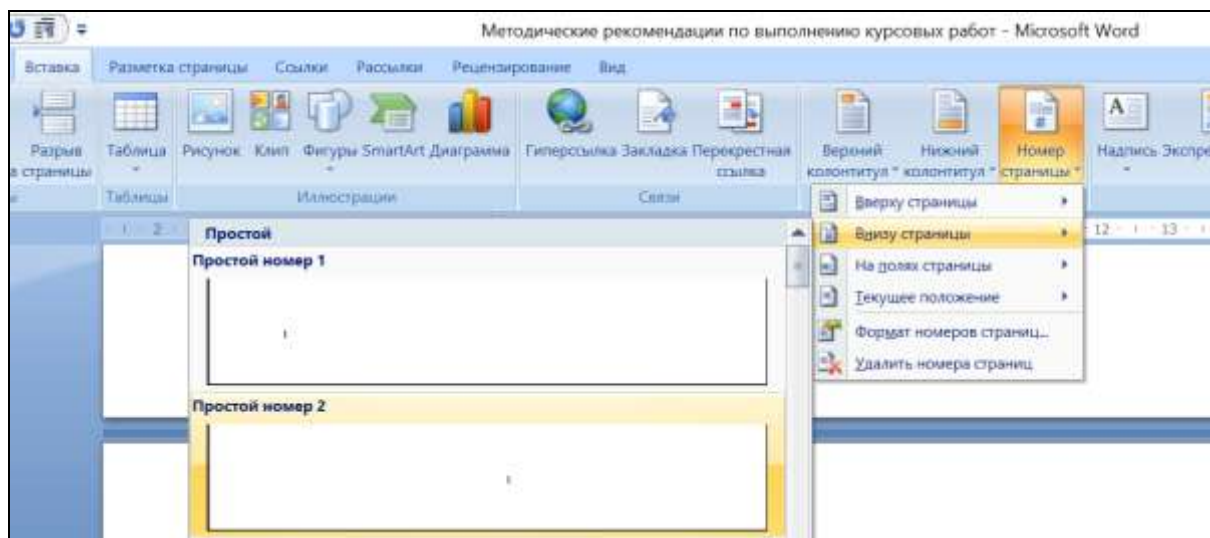 Методические рекомендации по выполнению курсовых работ - Microsoft Word
Вставка Разметка страницы Ссылки Рассылки Рецензирование Вид
Разрыв страницы Таблица Рисунок Клип Фигуры SmartArt Диаграмма Гиперссылка Закладка Перекрестная ссылка Верхний колонтитул Нижний колонтитул Номер страницы Надпись
Таблицы Иллюстрации Связи
Вверху страницы
2 Простой Внизу страницы 12 13
Простой номер 1 На полях страницы
Текущее положение
Формат номеров страниц...
Удалить номера страниц
Простой номер 2